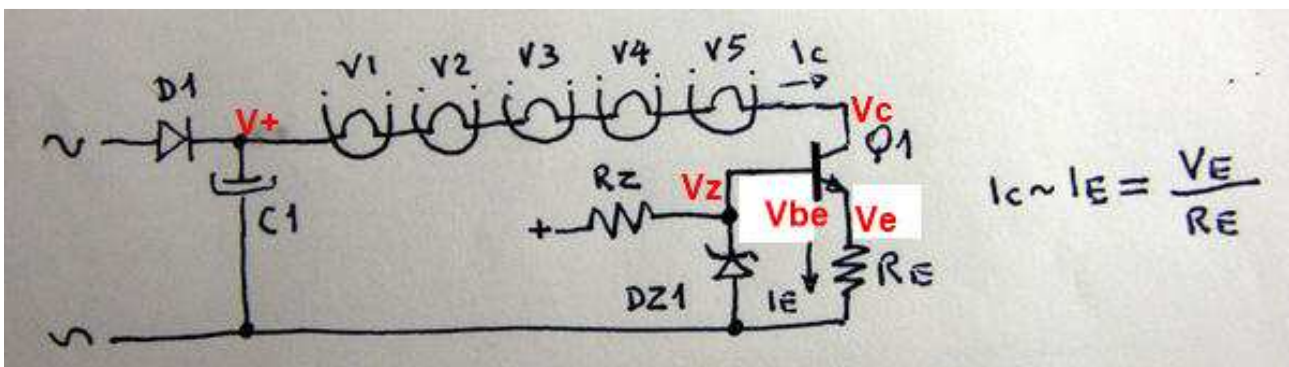 V1 V2 V3 V4 V5 Ic
D1
V+ Vc
Q1
Rz Vz
Ic ~ IE = VE / RE
C1 + Vbe Ve
RE
DZ1 IE